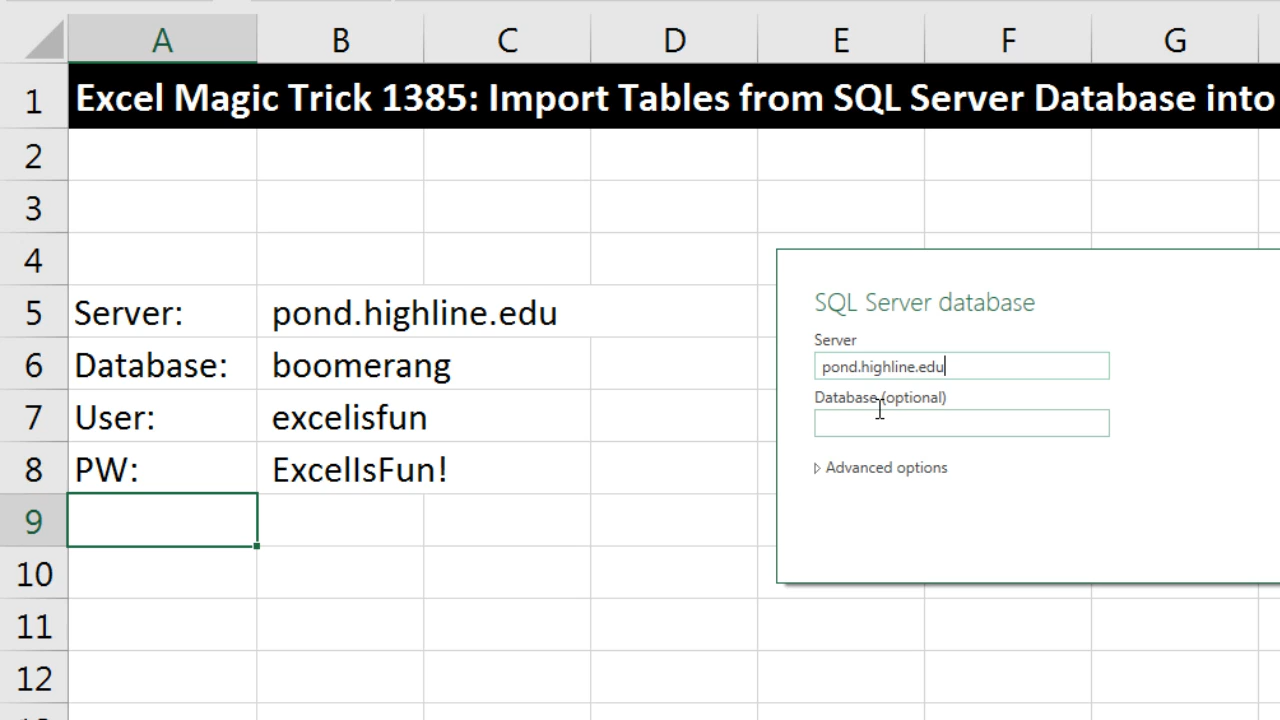 A B C D E F G
1 Excel Magic Trick 1385: Import Tables from SQL Server Database into
2
3
4
5 Server: pond.highline.edu
6 Database: boomerang
7 User: excelisfun
8 PW: ExcelIsFun!
9
10
11
12
SQL Server database
Server
pond.highline.edu
Database (optional)
Advanced options